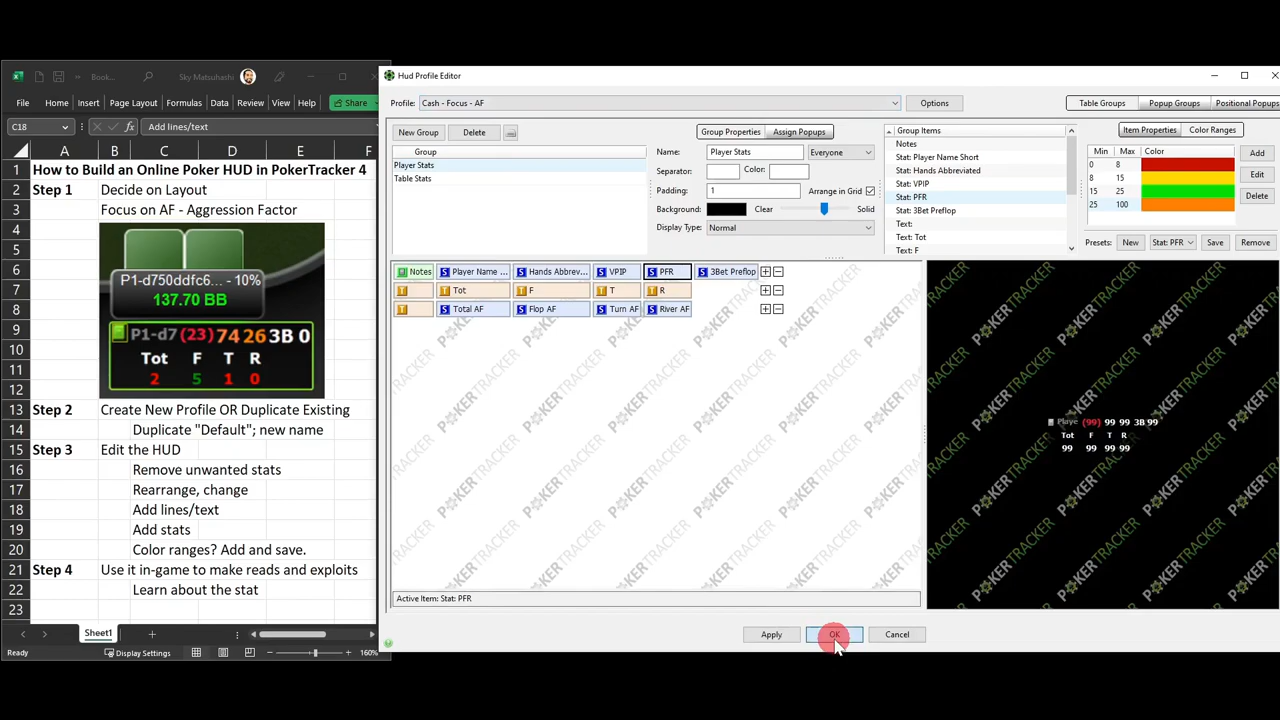 Book...
Sky Matsuhashi
File Home Insert Page Layout Formulas Data Review View Help Share
C18
Add lines/text
A B C D E F
1 How to Build an Online Poker HUD in PokerTracker 4
2 Step 1 Decide on Layout
3 Focus on AF - Aggression Factor
4
5
6
7
8
9
10
11
12
P1-d750ddfc6... - 10%
137.70 BB
P1-d7 (23) 74 26 3B 0
Tot F T R
2 5 1 0
13 Step 2 Create New Profile OR Duplicate Existing
14 Duplicate "Default"; new name
15 Step 3 Edit the HUD
16 Remove unwanted stats
17 Rearrange, change
18 Add lines/text
19 Add stats
20 Color ranges? Add and save.
21 Step 4 Use it in-game to make reads and exploits
22 Learn about the stat
23
Sheet1
Ready
Display Settings
160%
Hud Profile Editor
Profile: Cash - Focus - AF
Options
Table Groups Popup Groups Positional Popups
New Group Delete
Group
Player Stats
Table Stats
Group Properties Assign Popups
Name: Player Stats Everyone
Separator: Color:
Padding: 1 Arrange in Grid
Background: Clear Solid
Display Type: Normal
Group Items
Notes
Stat: Player Name Short
Stat: Hands Abbreviated
Stat: VPIP
Stat: PFR
Stat: 3Bet Preflop
Text:
Text: Tot
Text: F
Item Properties Color Ranges
Min Max Color
0 8
8 15
15 25
25 100
Add
Edit
Delete
Presets: New Stat: PFR Save Remove
Notes S Player Name ... S Hands Abbrev... S VPIP S PFR S 3Bet Preflop
T T Tot T F T T T R
T S Total AF S Flop AF S Turn AF S River AF
POKERTRACKER
Playe (99) 99 99 3B 99
Tot F T R
99 99 99 99
Active Item: Stat: PFR
Apply OK Cancel